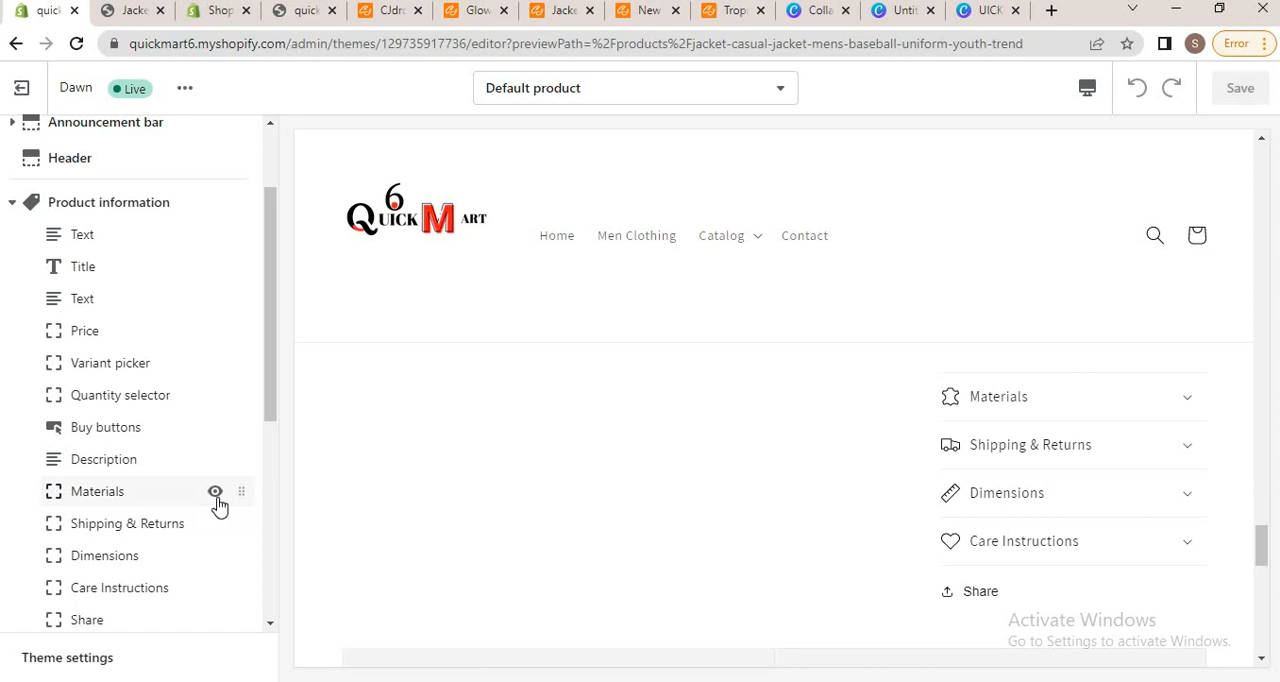 quick
Jacke
Shop
quick
CJdr
Glow
Jacke
New
Trop
Colla
Untit
UICK
quickmart6.myshopify.com/admin/themes/129735917736/editor?previewPath=%2Fproducts%2Fjacket-casual-jacket-mens-baseball-uniform-youth-trend
S
Error
Dawn
Live
Default product
Save
Announcement bar
Header
Product information
Text
Title
Text
Price
Variant picker
Quantity selector
Buy buttons
Description
Materials
Shipping & Returns
Dimensions
Care Instructions
Share
Theme settings
6
QUICK M ART
Home Men Clothing Catalog Contact
Materials
Shipping & Returns
Dimensions
Care Instructions
Share
Activate Windows
Go to Settings to activate Windows.